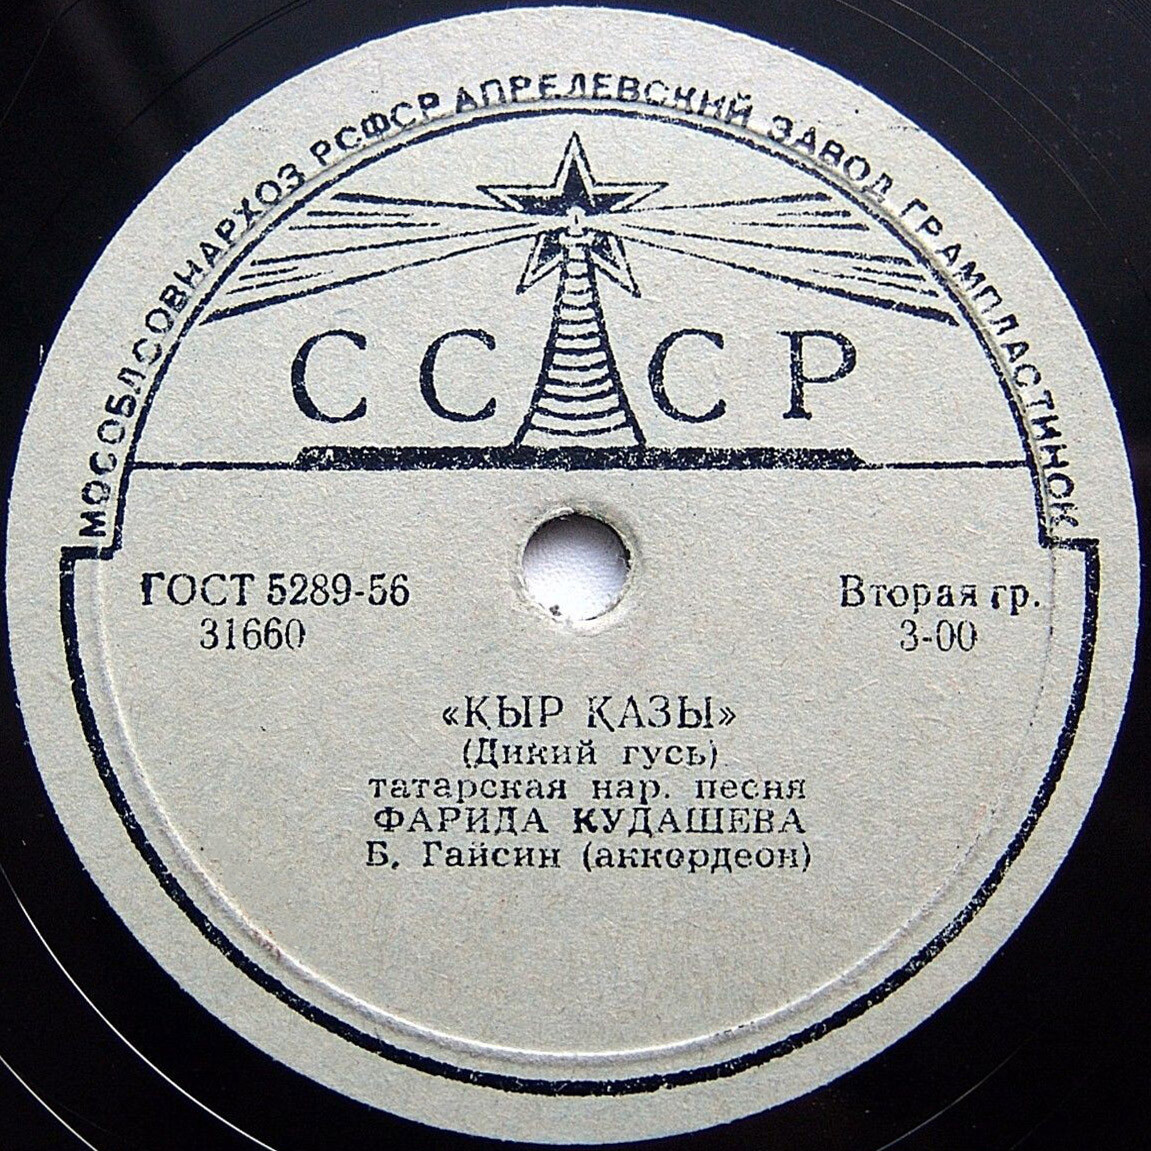 МОСОБЛСОВНАРХОЗ РСФСР АПРЕЛЕВСКИЙ ЗАВОД ГРАМПЛАСТИНОК
СССР
ГОСТ 5289-56
31660
Вторая гр.
3-00
«ҚЫР ҚАЗЫ»
(Дикий гусь)
татарская нар. песня
ФАРИДА КУДАШЕВА
Б. Гайсин (аккордеон)